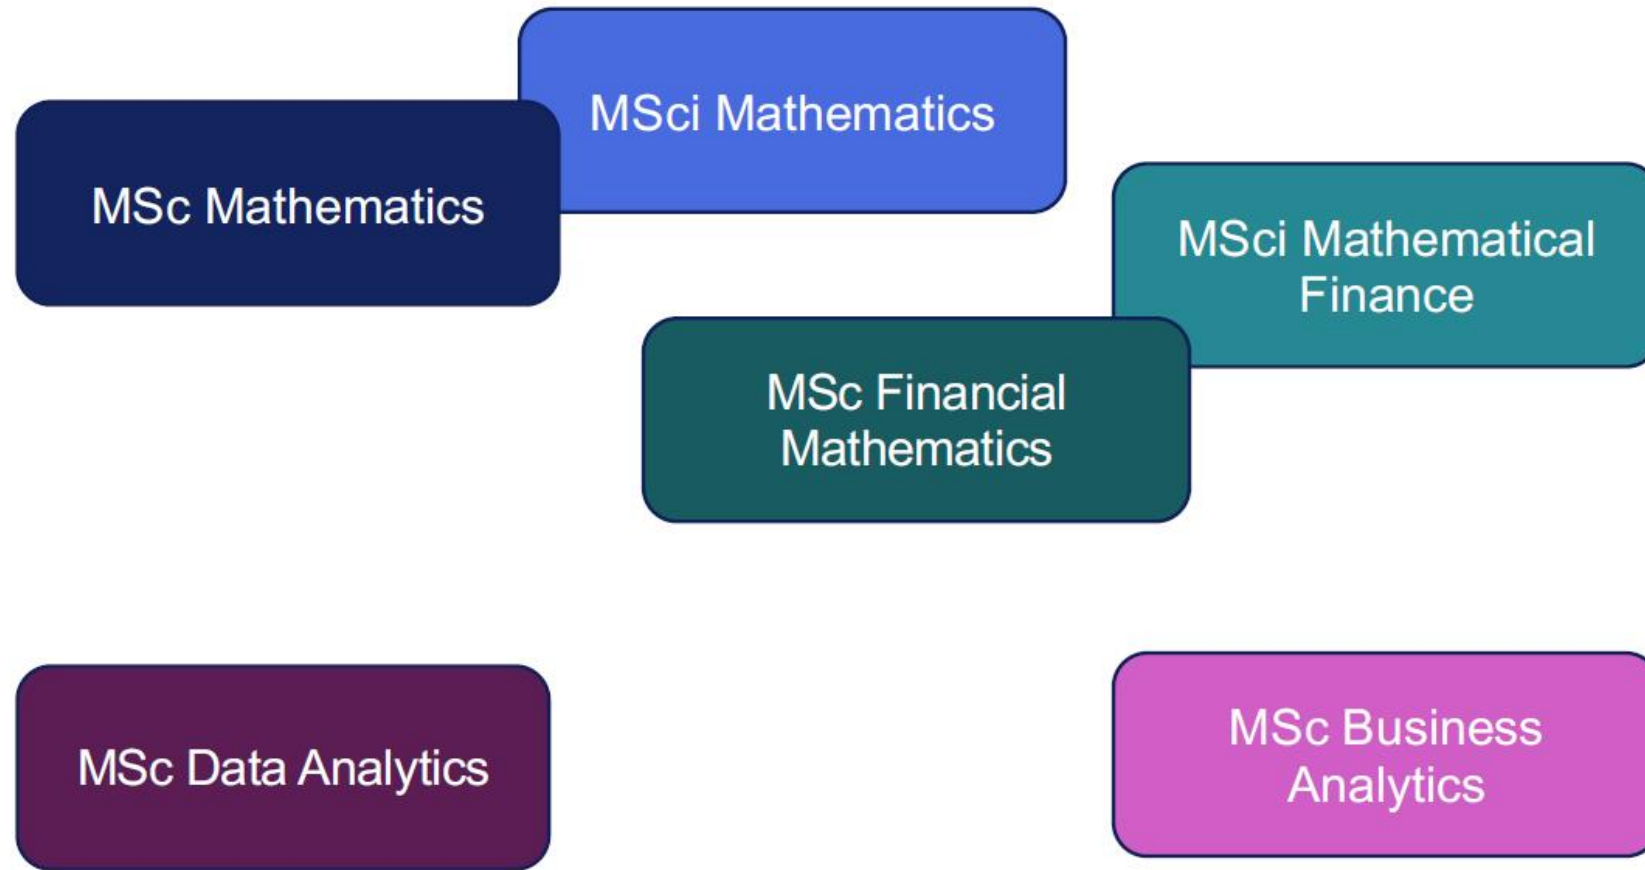 MSci Mathematics
MSc Mathematics
MSci Mathematical
Finance
MSc Financial
Mathematics
MSc Data Analytics
MSc Business
Analytics